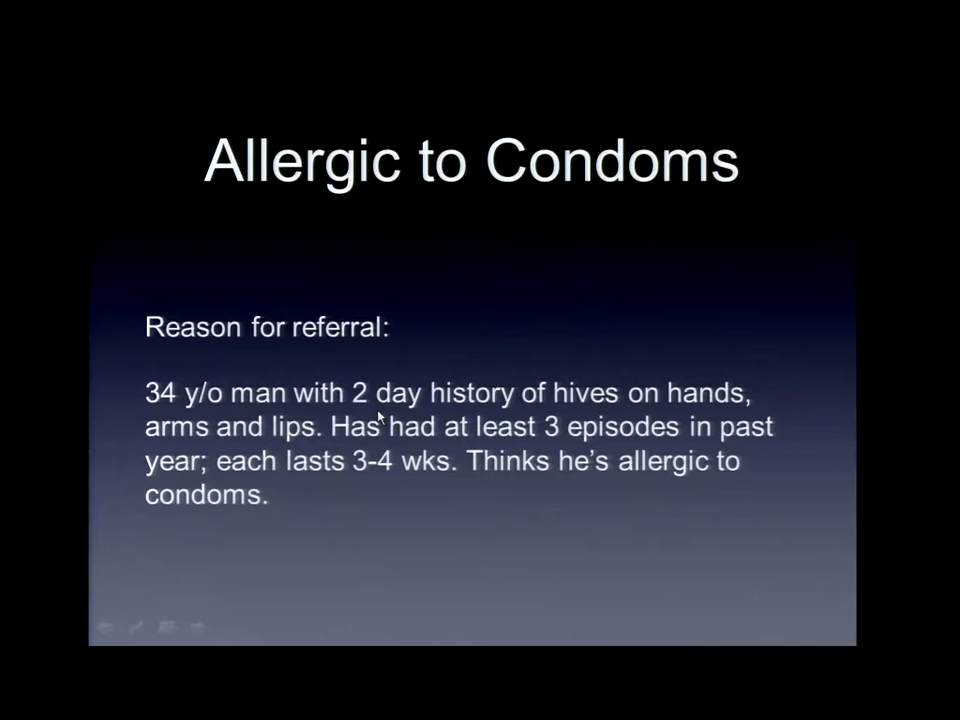 Allergic to Condoms
Reason for referral:
34 y/o man with 2 day history of hives on hands,
arms and lips. Has had at least 3 episodes in past
year; each lasts 3-4 wks. Thinks he's allergic to
condoms.